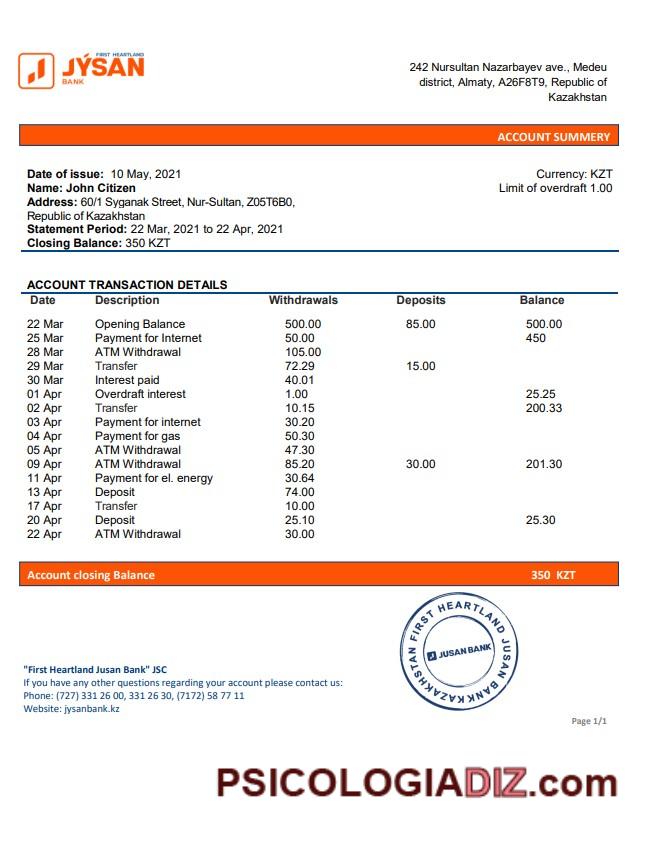 FIRST HEARTLAND
JÝSAN
BANK
242 Nursultan Nazarbayev ave., Medeu
district, Almaty, A26F8T9, Republic of
Kazakhstan
ACCOUNT SUMMERY
Date of issue: 10 May, 2021
Currency: KZT
Name: John Citizen
Limit of overdraft 1.00
Address: 60/1 Syganak Street, Nur-Sultan, Z05T6B0,
Republic of Kazakhstan
Statement Period: 22 Mar, 2021 to 22 Apr, 2021
Closing Balance: 350 KZT
ACCOUNT TRANSACTION DETAILS
Date Description Withdrawals Deposits Balance
22 Mar Opening Balance 500.00 85.00 500.00
25 Mar Payment for Internet 50.00 450
28 Mar ATM Withdrawal 105.00
29 Mar Transfer 72.29 15.00
30 Mar Interest paid 40.01
01 Apr Overdraft interest 1.00 25.25
02 Apr Transfer 10.15 200.33
03 Apr Payment for internet 30.20
04 Apr Payment for gas 50.30
05 Apr ATM Withdrawal 47.30
09 Apr ATM Withdrawal 85.20 30.00 201.30
11 Apr Payment for el. energy 30.64
13 Apr Deposit 74.00
17 Apr Transfer 10.00
20 Apr Deposit 25.10 25.30
22 Apr ATM Withdrawal 30.00
Account closing Balance 350 KZT
FIRST HEARTLAND JUSAN BANK KAZAKHSTAN
JUSAN BANK
"First Heartland Jusan Bank" JSC
If you have any other questions regarding your account please contact us:
Phone: (727) 331 26 00, 331 26 30, (7172) 58 77 11
Website: jysanbank.kz
Page 1/1
PSICOLOGIADIZ.com